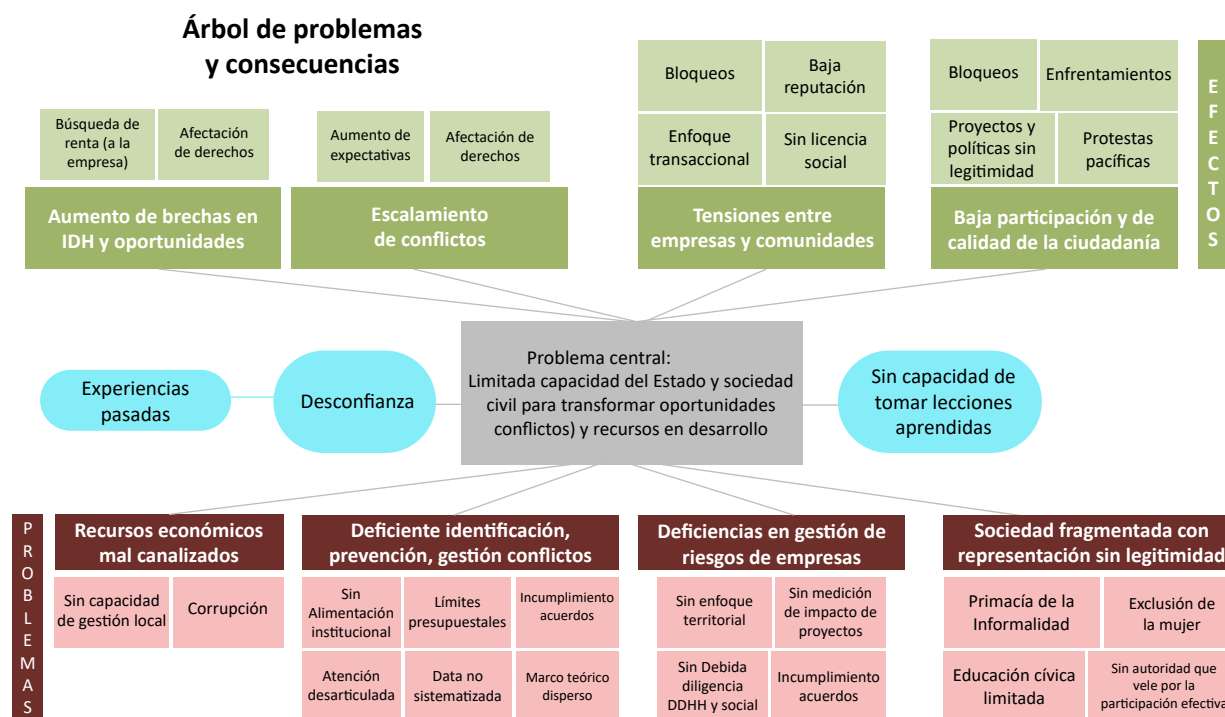 Árbol de problemas
y consecuencias
Búsqueda de
renta (a la
empresa)
Afectación
de derechos
Aumento de brechas en
IDH y oportunidades
Aumento de
expectativas
Afectación de
derechos
Escalamiento
de conflictos
Bloqueos
Baja
reputación
Enfoque
transaccional
Sin licencia
social
Tensiones entre
empresas y comunidades
Bloqueos
Enfrentamientos
Proyectos y
políticas sin
legitimidad
Protestas
pacíficas
Baja participación y de
calidad de la ciudadanía
EFECTOS
Experiencias
pasadas
Desconfianza
Problema central:
Limitada capacidad del Estado y sociedad
civil para transformar oportunidades
conflictos) y recursos en desarrollo
Sin capacidad de
tomar lecciones
aprendidas
PROBLEMAS
Recursos económicos
mal canalizados
Sin capacidad
de gestión local
Corrupción
Deficiente identificación,
prevención, gestión conflictos
Sin
Alimentación
institucional
Límites
presupuestales
Incumplimiento
acuerdos
Atención
desarticulada
Data no
sistematizada
Marco teórico
disperso
Deficiencias en gestión de
riesgos de empresas
Sin enfoque
territorial
Sin medición
de impacto de
proyectos
Sin Debida
diligencia
DDHH y social
Incumplimiento
acuerdos
Sociedad fragmentada con
representación sin legitimidad
Primacía de la
Informalidad
Exclusión de
la mujer
Educación cívica
limitada
Sin autoridad que
vele por la
participación efectiva